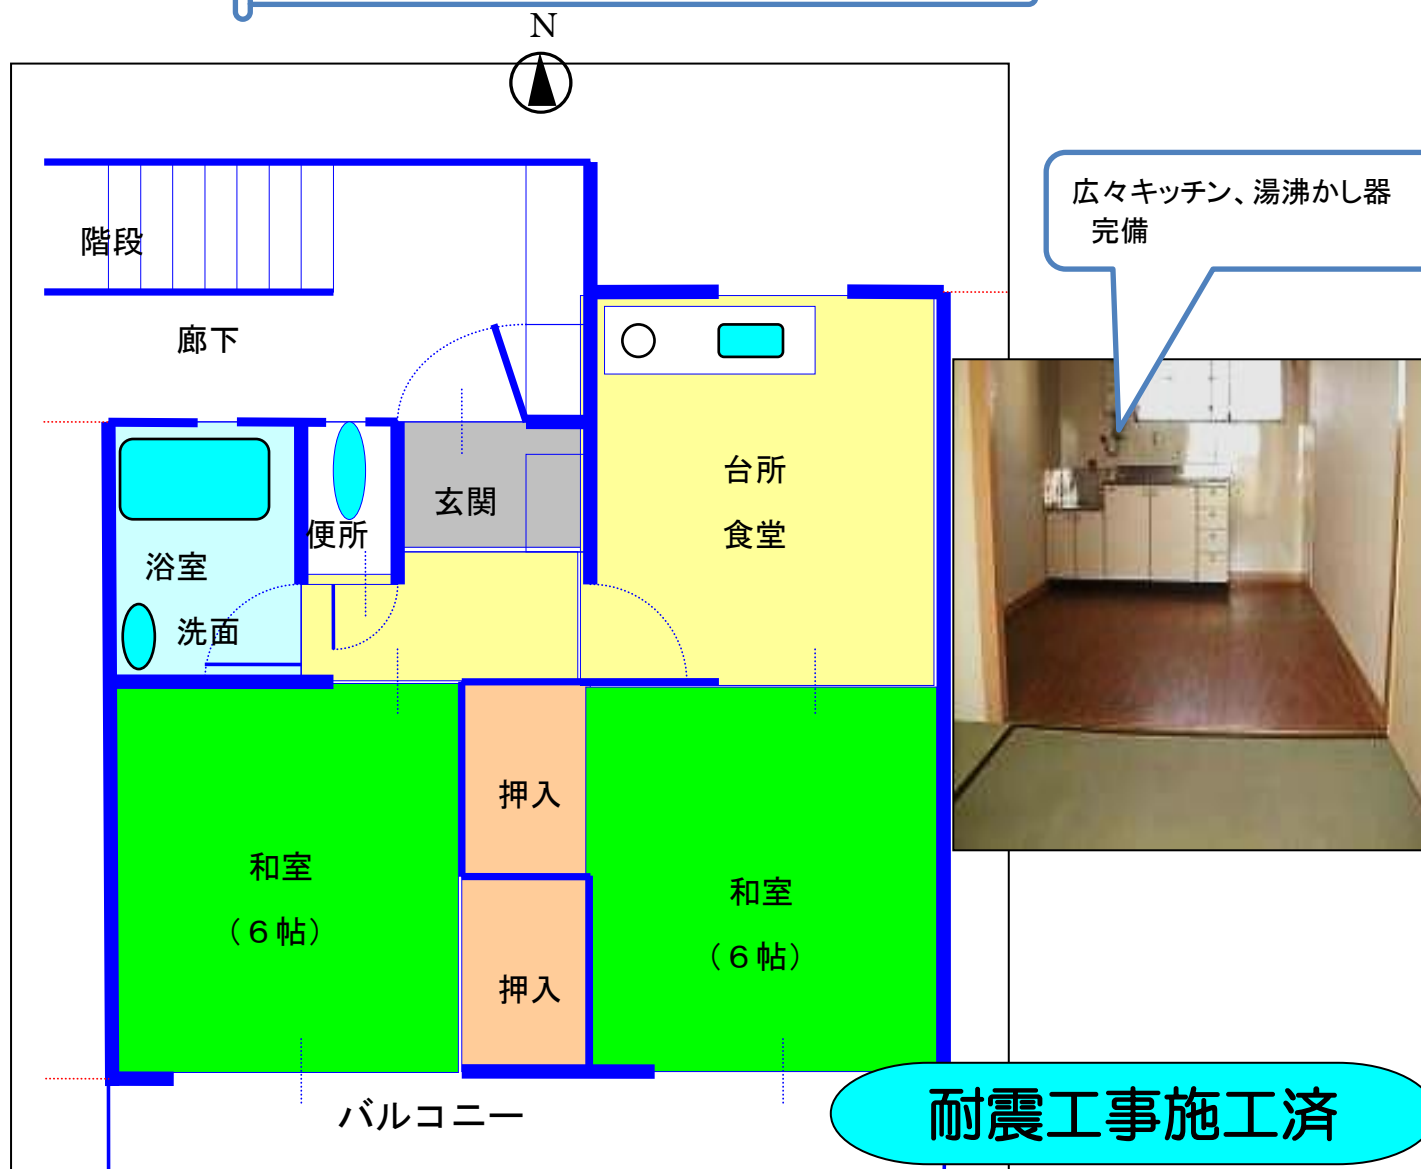 N
広々キッチン、湯沸かし器
完備
階段
廊下
台所
食堂
玄関
便所
浴室
洗面
押入
和室
（６帖）
和室
（６帖）
押入
バルコニー
耐震工事施工済